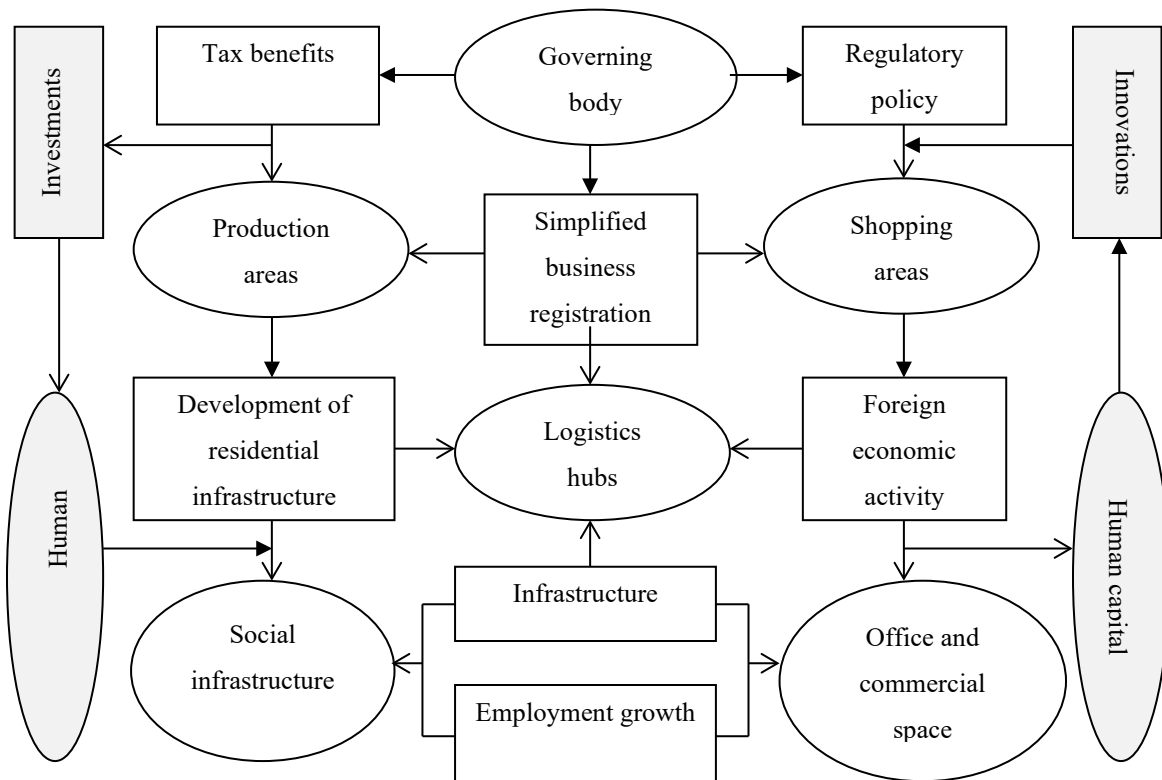 Tax benefits
Governing
body
Regulatory
policy
Investments
Innovations
Production
areas
Simplified
business
registration
Shopping
areas
Development of
residential
infrastructure
Logistics
hubs
Foreign
economic
activity
Human
Human capital
Social
infrastructure
Infrastructure
Employment growth
Office and
commercial
space